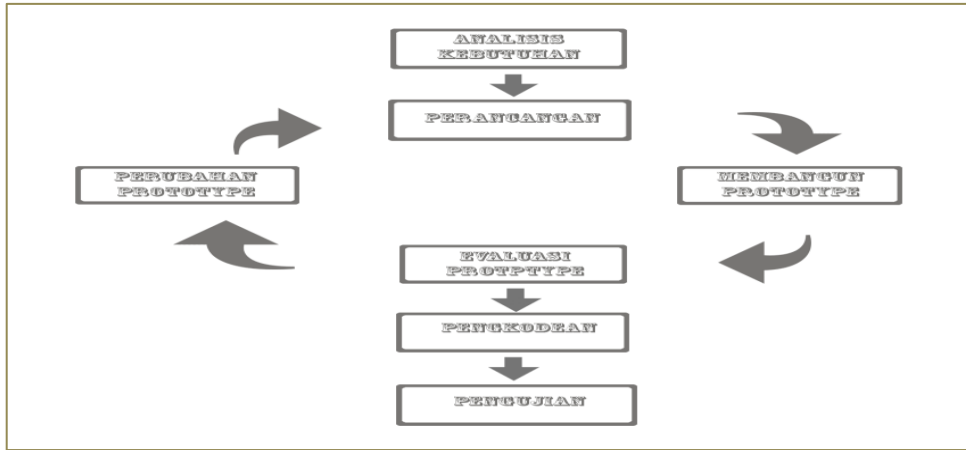 ANALISIS
KEBUTUHAN
PERANCANGAN
PERUBAHAN
PROTOTYPE
MEMBANGUN
PROTOTYPE
EVALUASI
PROTPTYPE
PENGKODEAN
PENGUJIAN